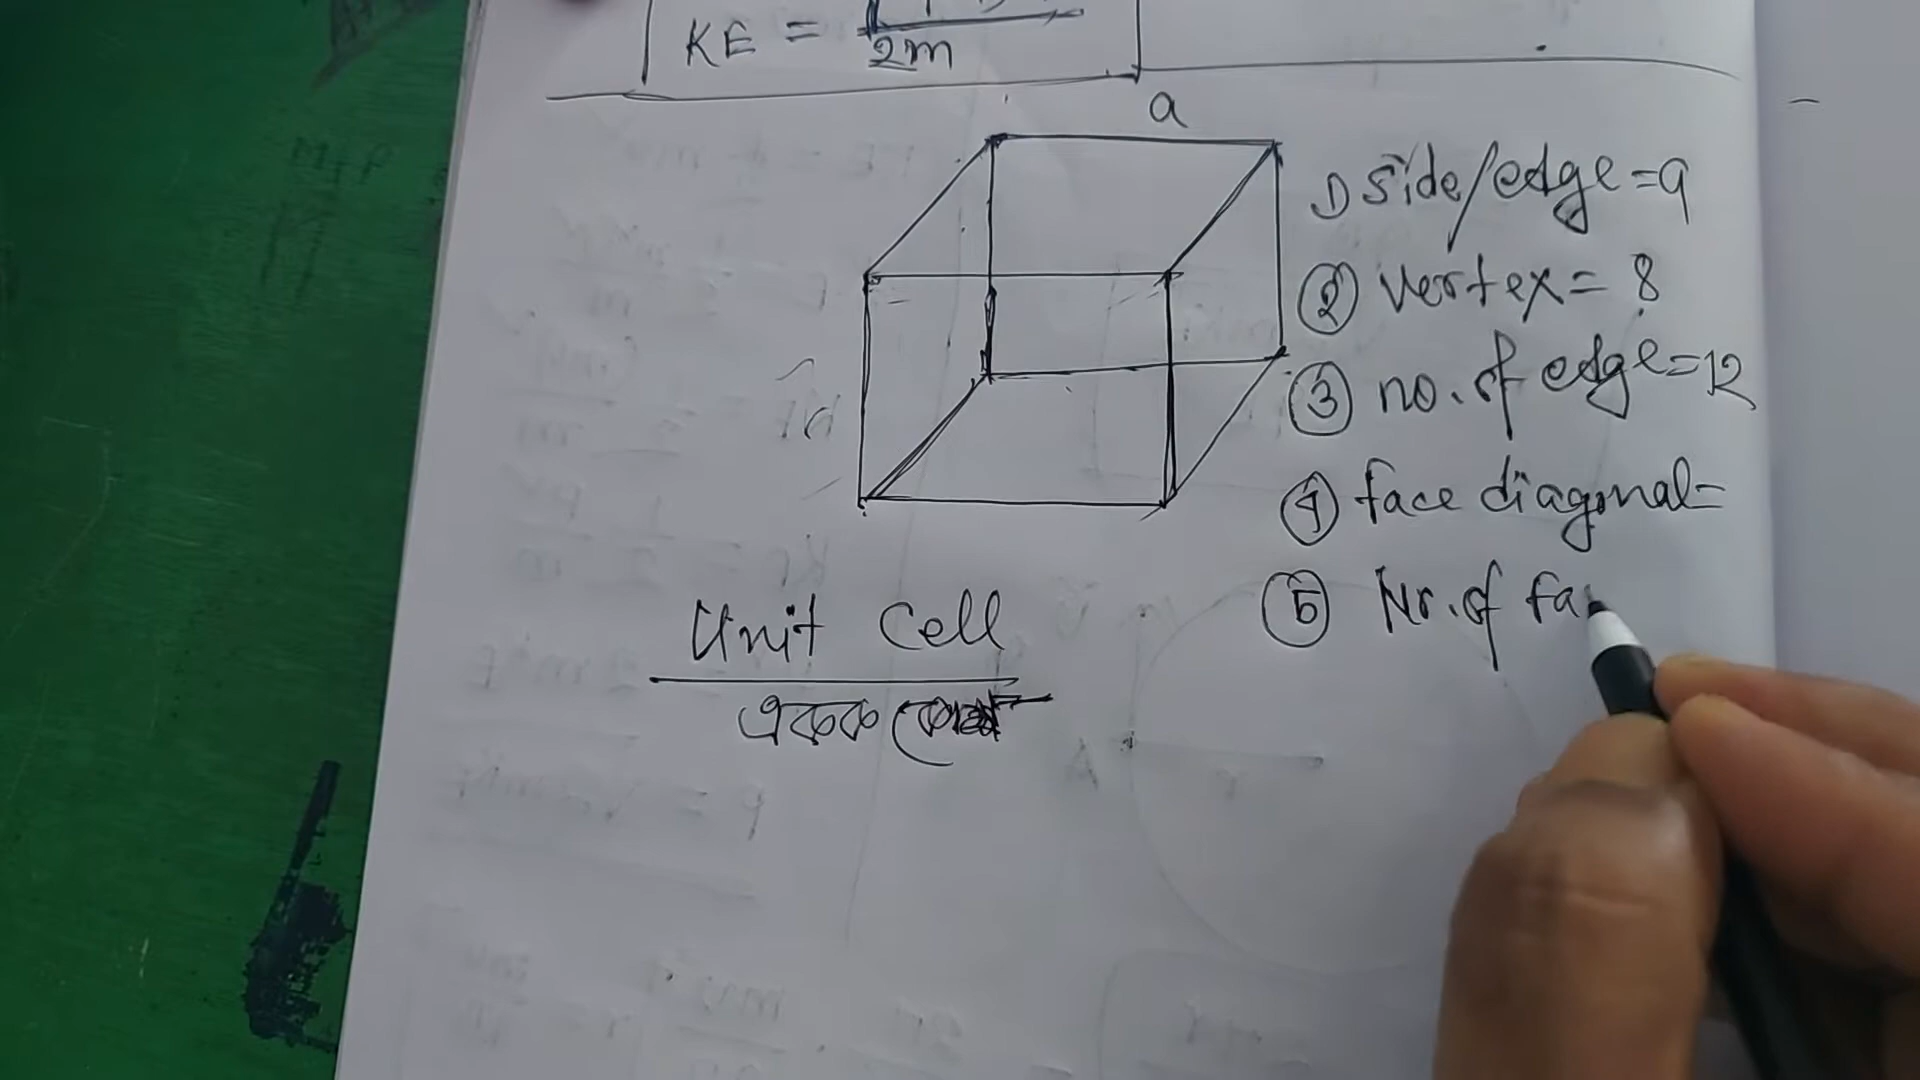 KE = 2m
a
1) Side/edge = a
② Vertex = 8
③ no. of edge = 12
④ face diagonal =
⑤ Nr. of fa
Unit Cell
একক